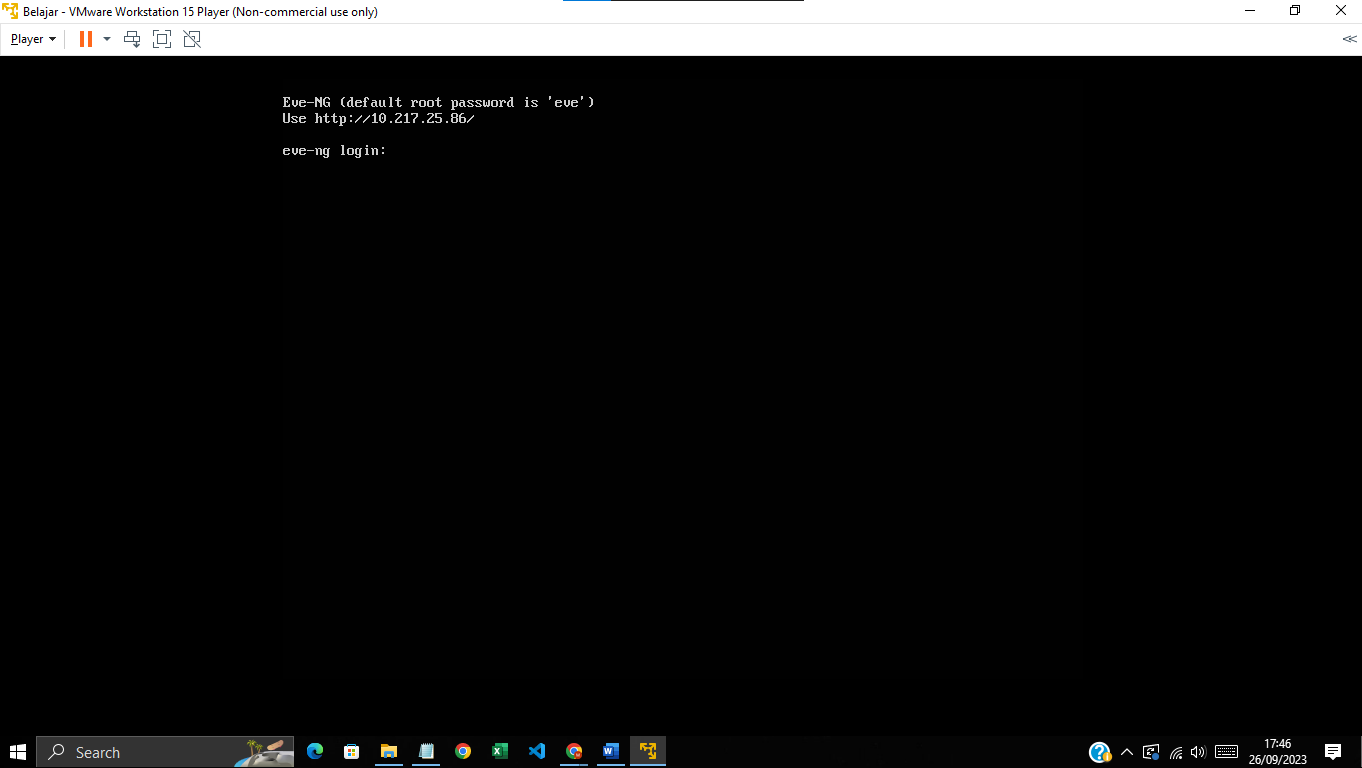 Belajar - VMware Workstation 15 Player (Non-commercial use only)
Player
Eve-NG (default root password is 'eve')
Use http://10.217.25.86/
eve-ng login:
Search
17:46
26/09/2023